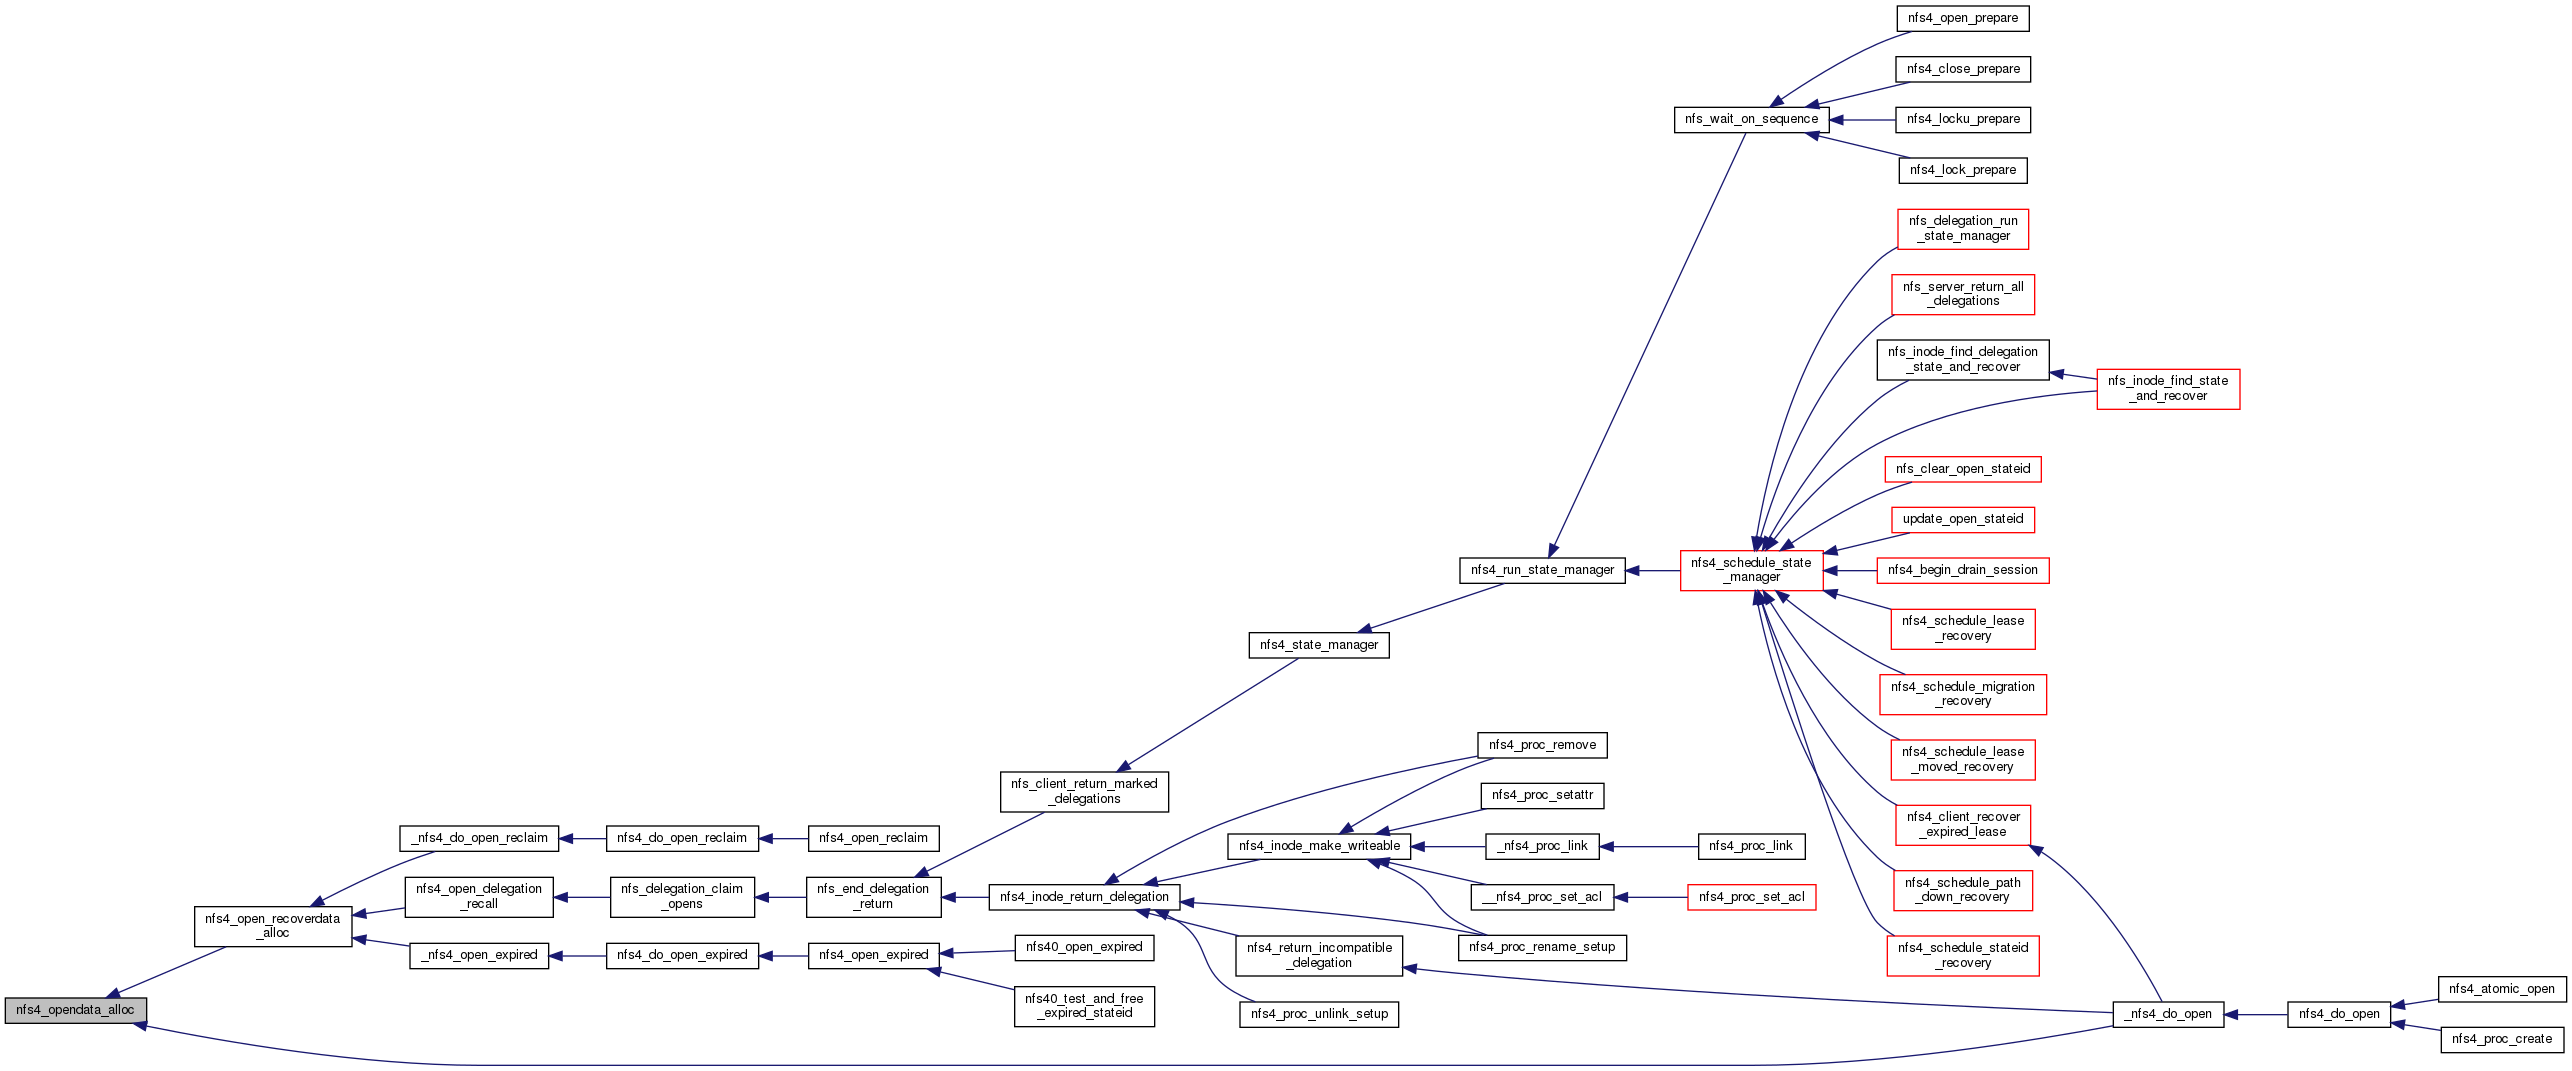 nfs4_open_prepare
nfs4_close_prepare
nfs_wait_on_sequence
nfs4_locku_prepare
nfs4_lock_prepare
nfs_delegation_run
_state_manager
nfs_server_return_all
_delegations
nfs_inode_find_delegation
_state_and_recover
nfs_inode_find_state
_and_recover
nfs_clear_open_stateid
update_open_stateid
nfs4_run_state_manager
nfs4_schedule_state
_manager
nfs4_begin_drain_session
nfs4_schedule_lease
_recovery
nfs4_state_manager
nfs4_schedule_migration
_recovery
nfs4_proc_remove
nfs4_schedule_lease
_moved_recovery
nfs_client_return_marked
_delegations
nfs4_proc_setattr
nfs4_client_recover
_expired_lease
_nfs4_do_open_reclaim
nfs4_do_open_reclaim
nfs4_open_reclaim
nfs4_inode_make_writeable
_nfs4_proc_link
nfs4_proc_link
nfs4_open_delegation
_recall
nfs_delegation_claim
_opens
nfs_end_delegation
_return
nfs4_inode_return_delegation
__nfs4_proc_set_acl
nfs4_proc_set_acl
nfs4_schedule_path
_down_recovery
nfs4_open_recoverdata
_alloc
nfs40_open_expired
nfs4_return_incompatible
_delegation
nfs4_proc_rename_setup
nfs4_schedule_stateid
_recovery
_nfs4_open_expired
nfs4_do_open_expired
nfs4_open_expired
nfs40_test_and_free
_expired_stateid
nfs4_atomic_open
nfs4_opendata_alloc
nfs4_proc_unlink_setup
_nfs4_do_open
nfs4_do_open
nfs4_proc_create